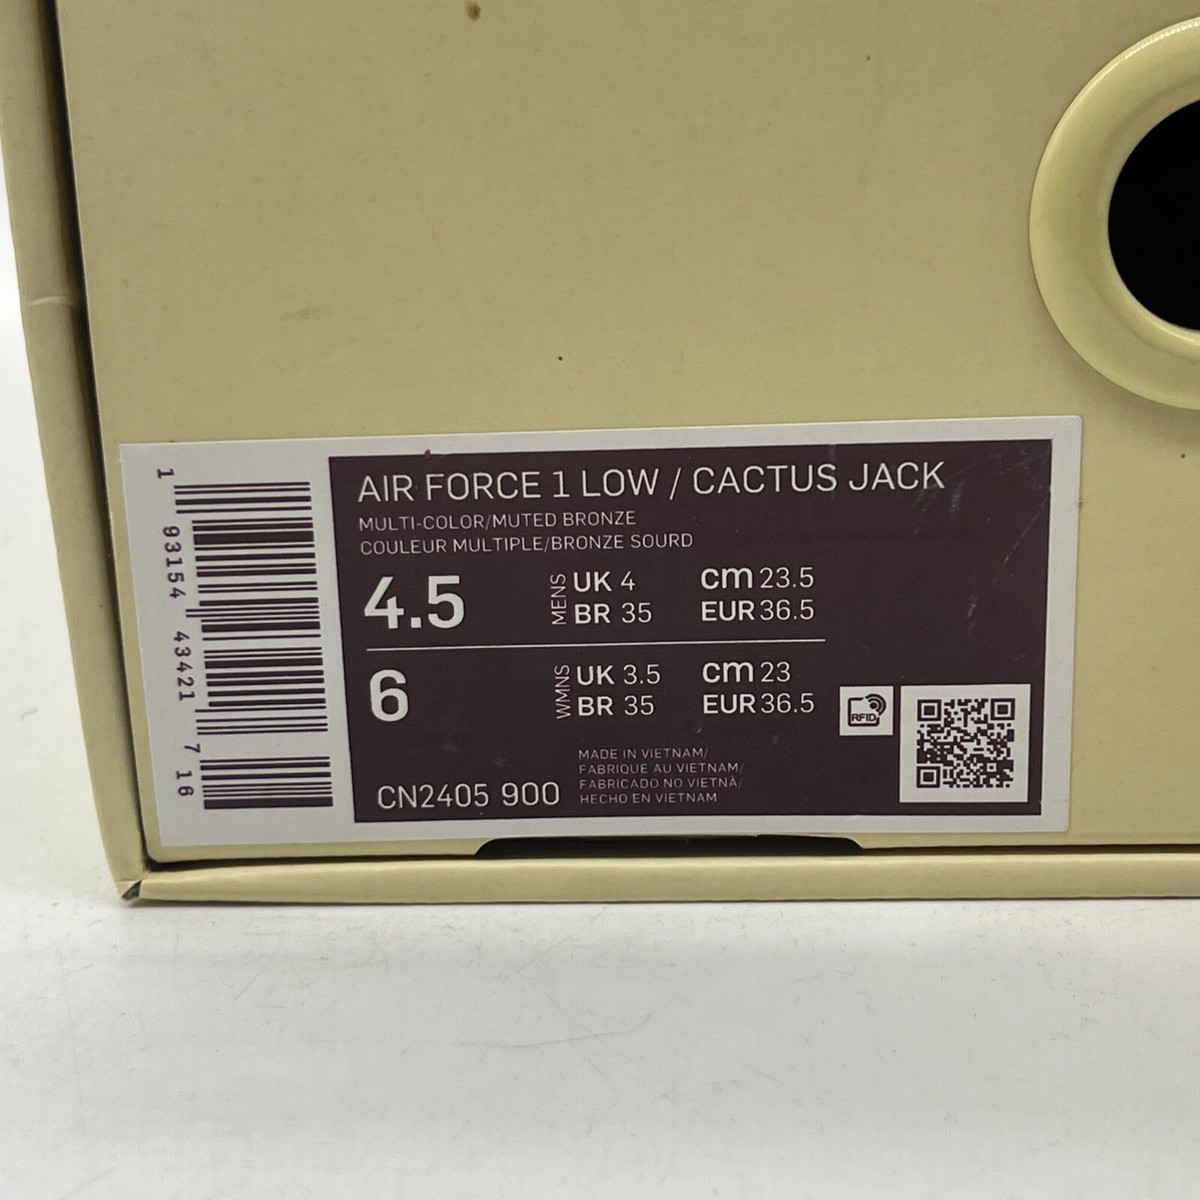 1 93154 43421 7 16
AIR FORCE 1 LOW / CACTUS JACK
MULTI-COLOR/MUTED BRONZE
COULEUR MULTIPLE/BRONZE SOURD
4.5 MENS UK 4 cm 23.5
BR 35 EUR 36.5
6 WMNS UK 3.5 cm 23
BR 35 EUR 36.5
RFID
MADE IN VIETNAM/
FABRIQUE AU VIETNAM/
FABRICADO NO VIETNÃ/
HECHO EN VIETNAM
CN2405 900